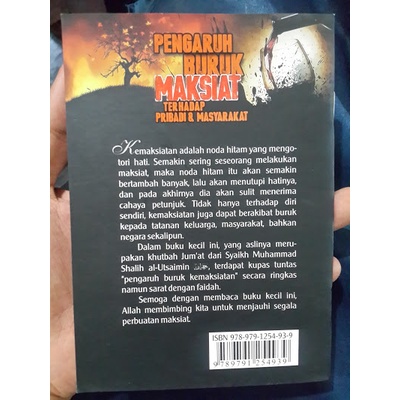 PENGARUH
BURUK
MAKSIAT
TERHADAP
PRIBADI & MASYARAKAT
Kemaksiatan adalah noda hitam yang mengo-
tori hati. Semakin sering seseorang melakukan
maksiat, maka noda hitam itu akan semakin
bertambah banyak, lalu akan menutupi hatinya,
dan pada akhirnya dia akan sulit menerima
cahaya petunjuk. Tidak hanya terhadap diri
sendiri, kemaksiatan juga dapat berakibat buruk
kepada tatanan keluarga, masyarakat, bahkan
negara sekalipun.
Dalam buku kecil ini, yang aslinya meru-
pakan khutbah Jum'at dari Syaikh Muhammad
Shalih al-Utsaimin, terdapat kupas tuntas
"pengaruh buruk kemaksiatan" secara ringkas
namun sarat dengan faidah.
Semoga dengan membaca buku kecil ini,
Allah membimbing kita untuk menjauhi segala
perbuatan maksiat.
ISBN 978-979-1254-93-9
9789791254939